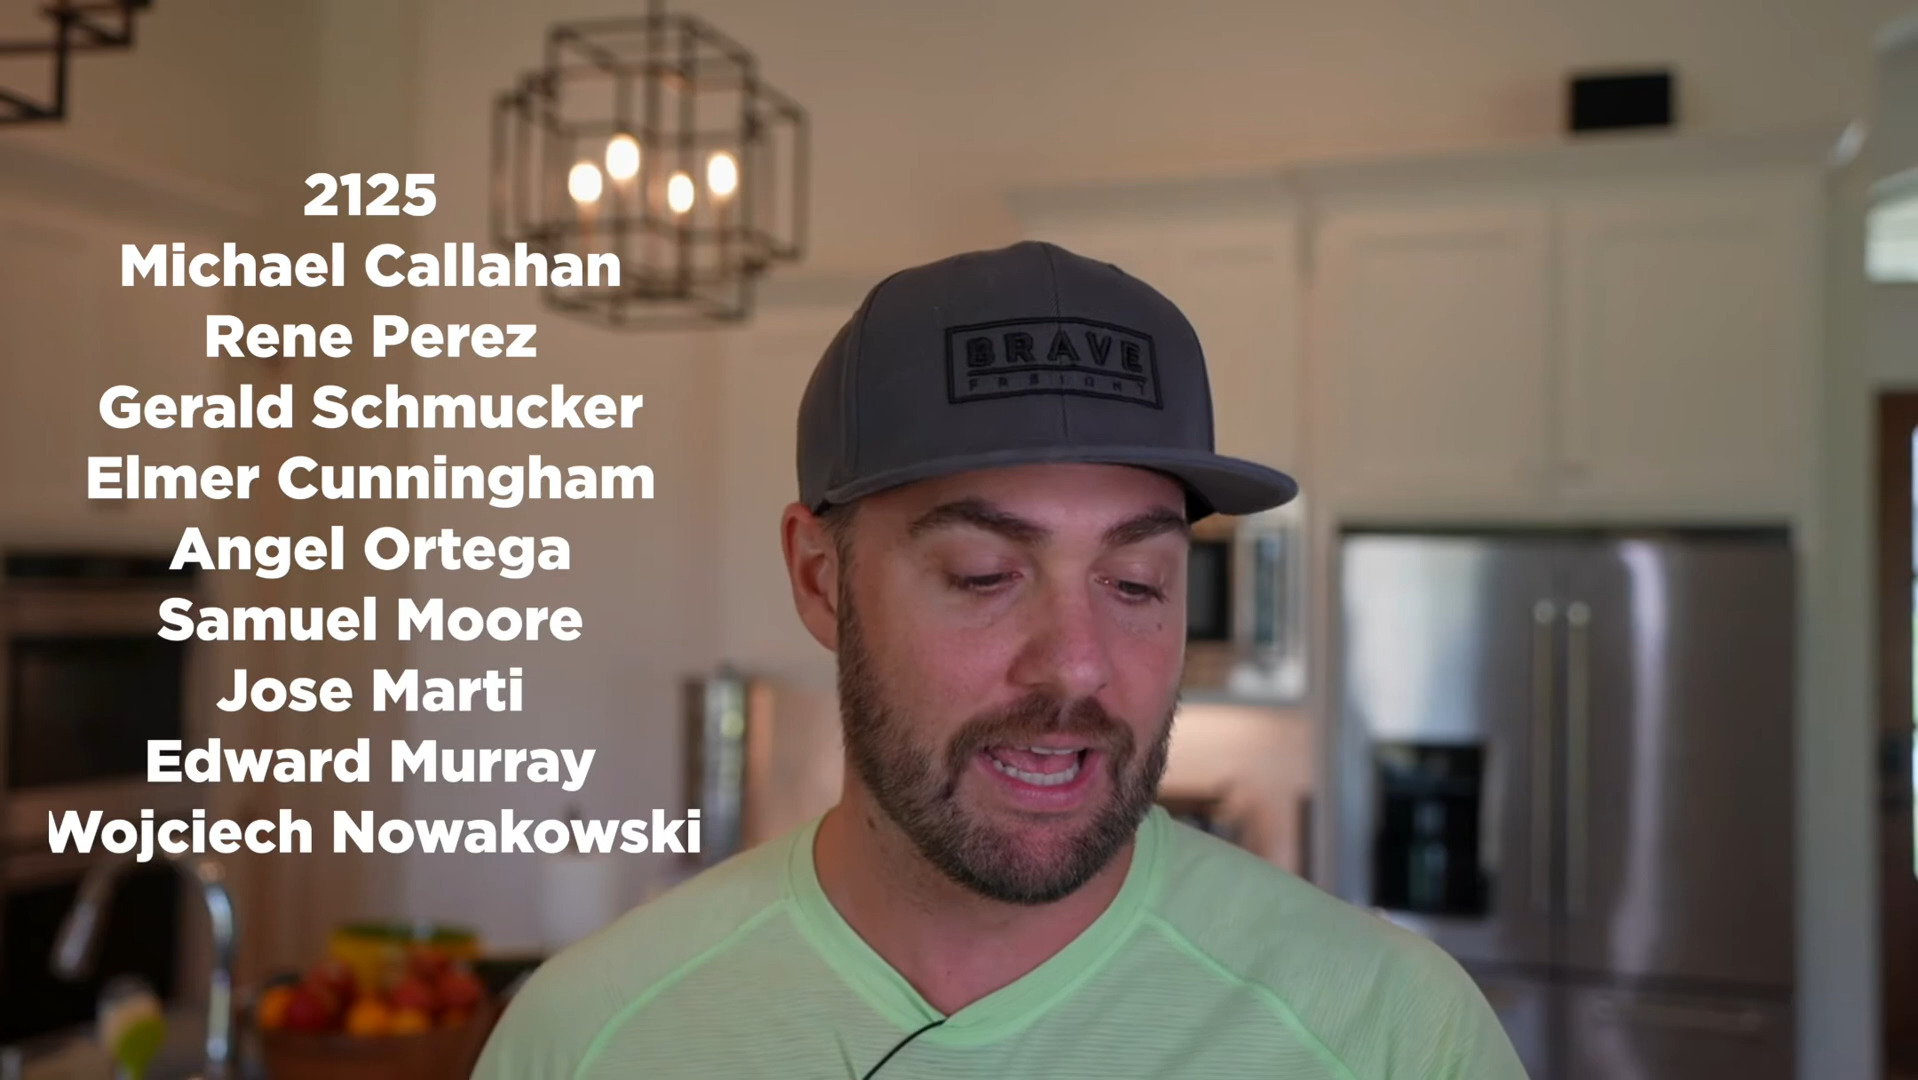 2125
Michael Callahan
Rene Perez
Gerald Schmucker
Elmer Cunningham
Angel Ortega
Samuel Moore
Jose Marti
Edward Murray
Wojciech Nowakowski
BRAVE
FREIGHT